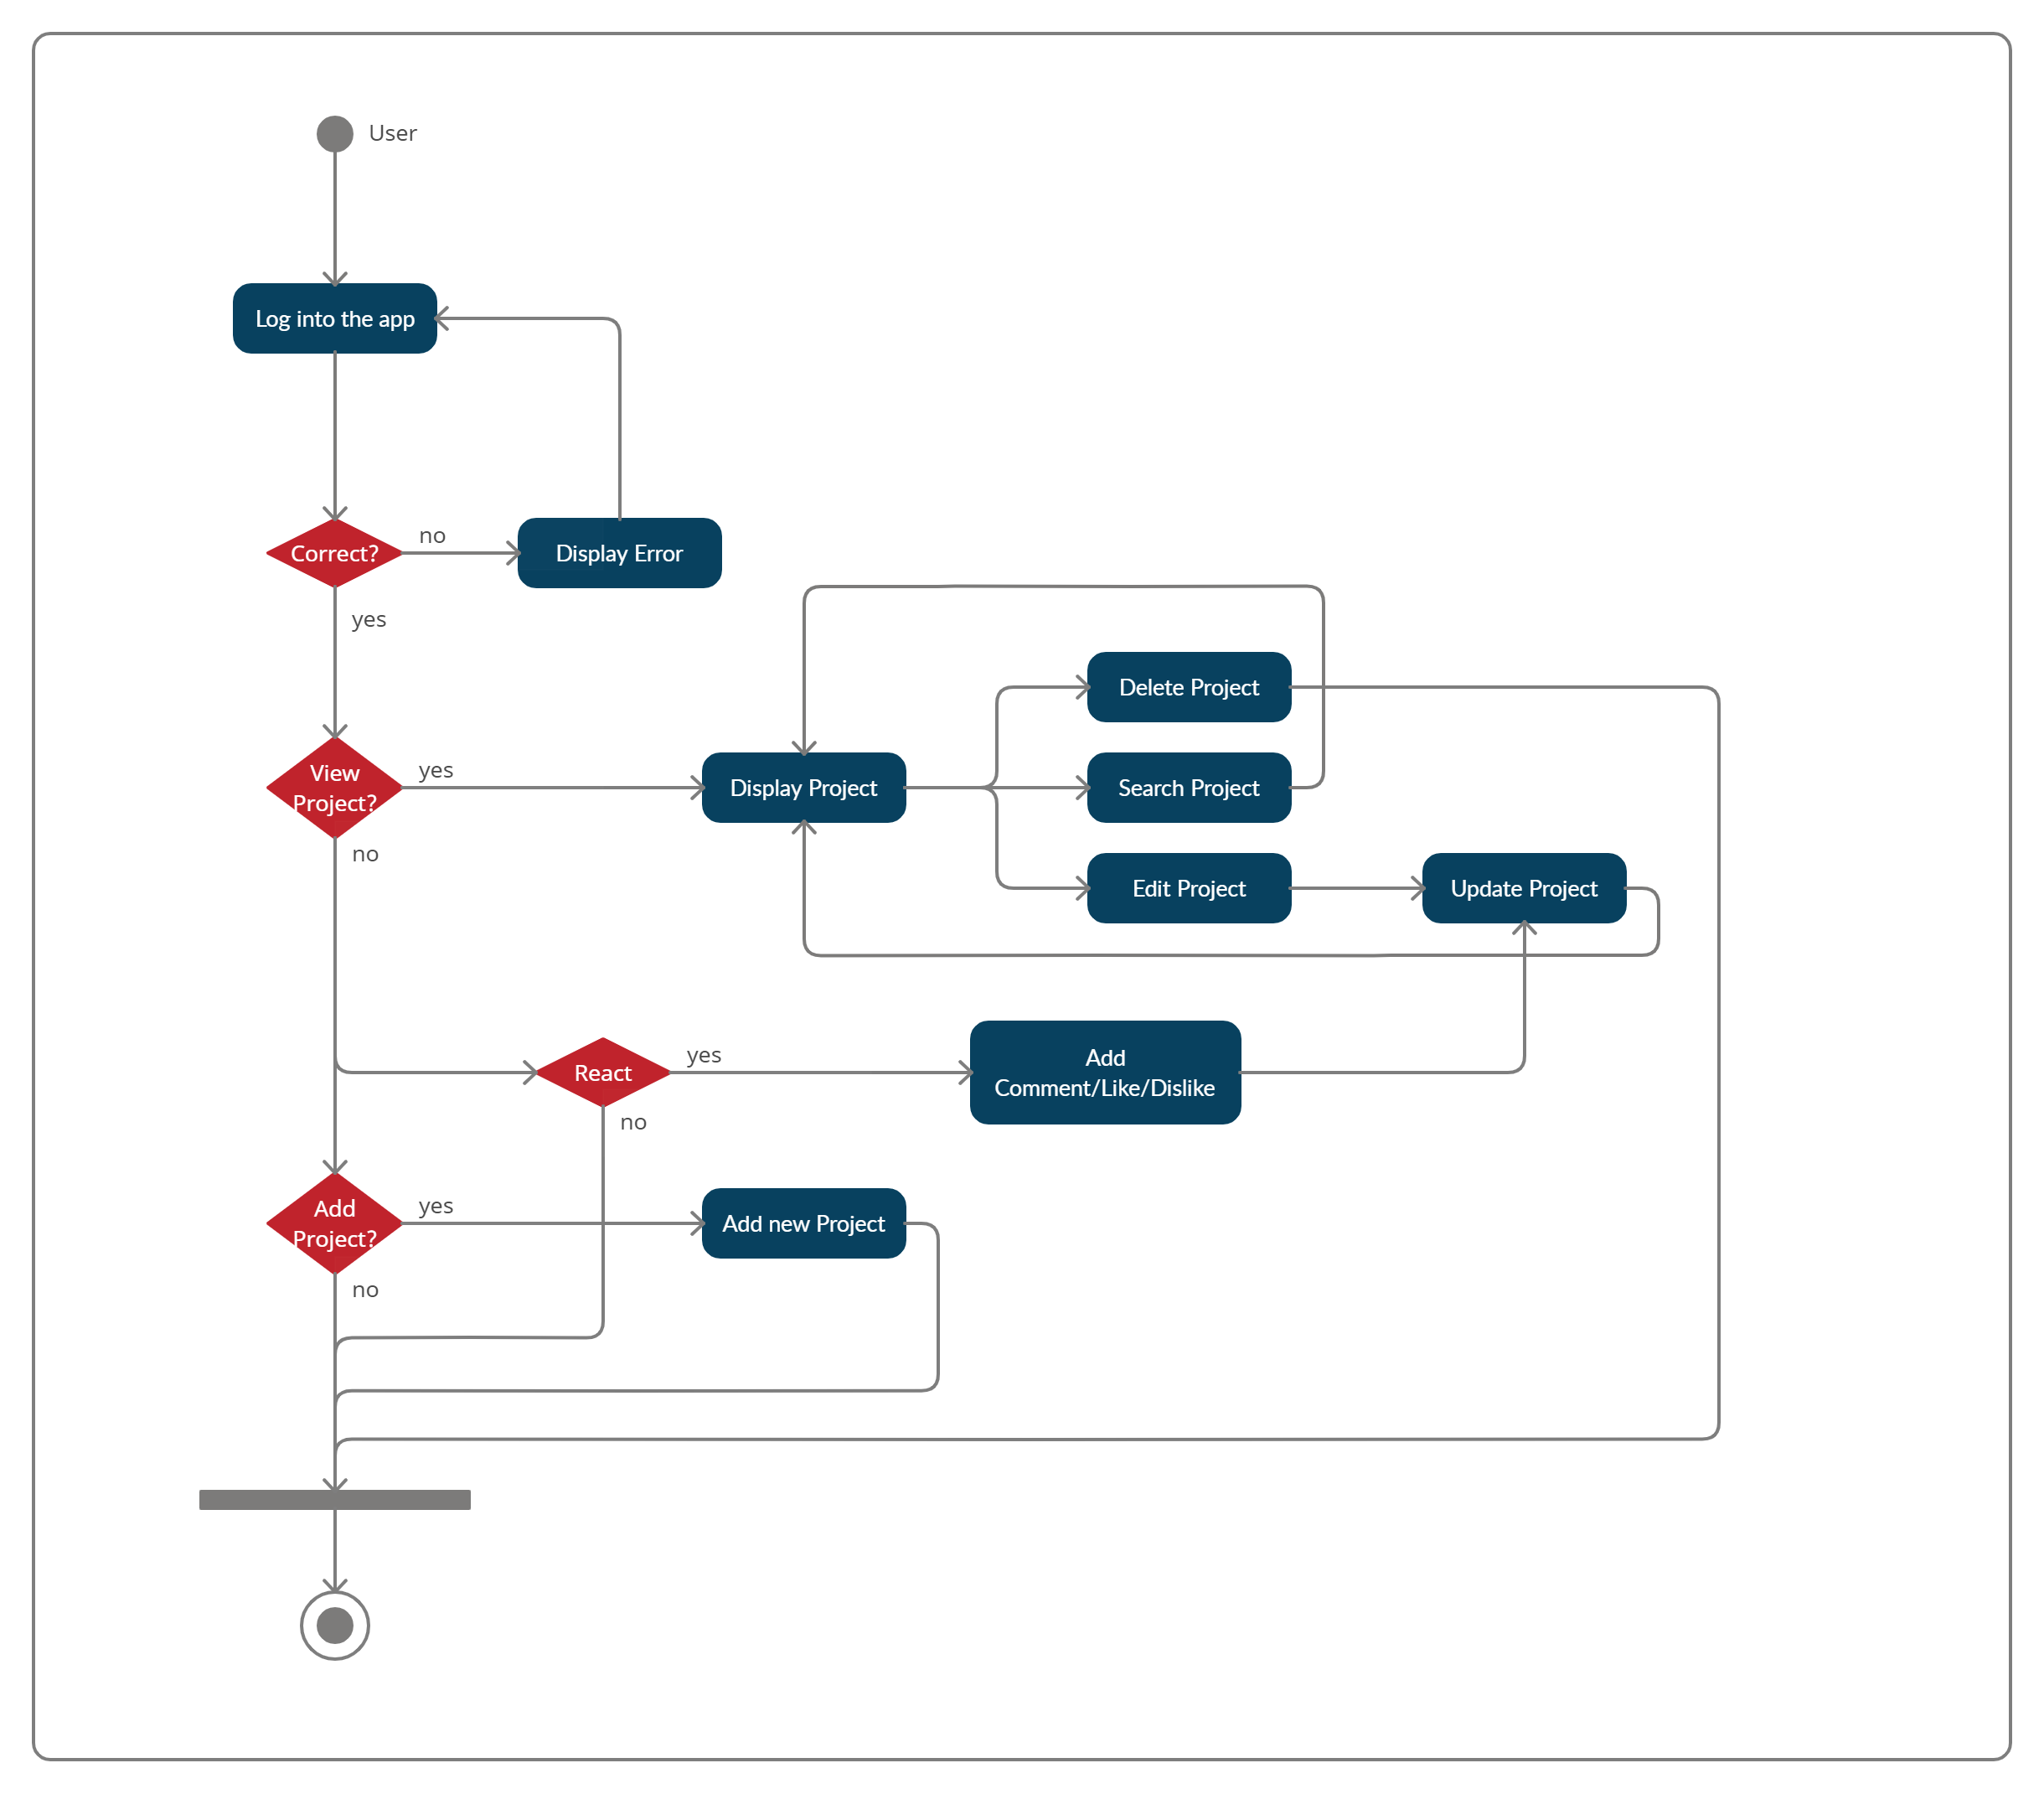 User
Log into the app
Correct?
no
Display Error
yes
Delete Project
View
Project?
yes
Display Project
Search Project
no
Edit Project
Update Project
React
yes
Add
Comment/Like/Dislike
no
Add
Project?
yes
Add new Project
no